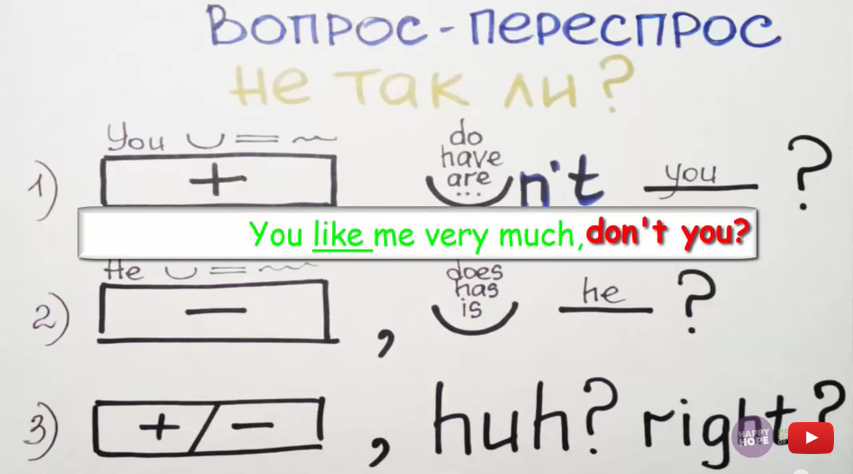 Вопрос - переспрос
не так ли?
You
do
have
are
...
1) + n't you ?
You like me very much, don't you?
He
does
has
is
2) — , he ?
3) + / — , huh? right?
HAPPY
HOPE